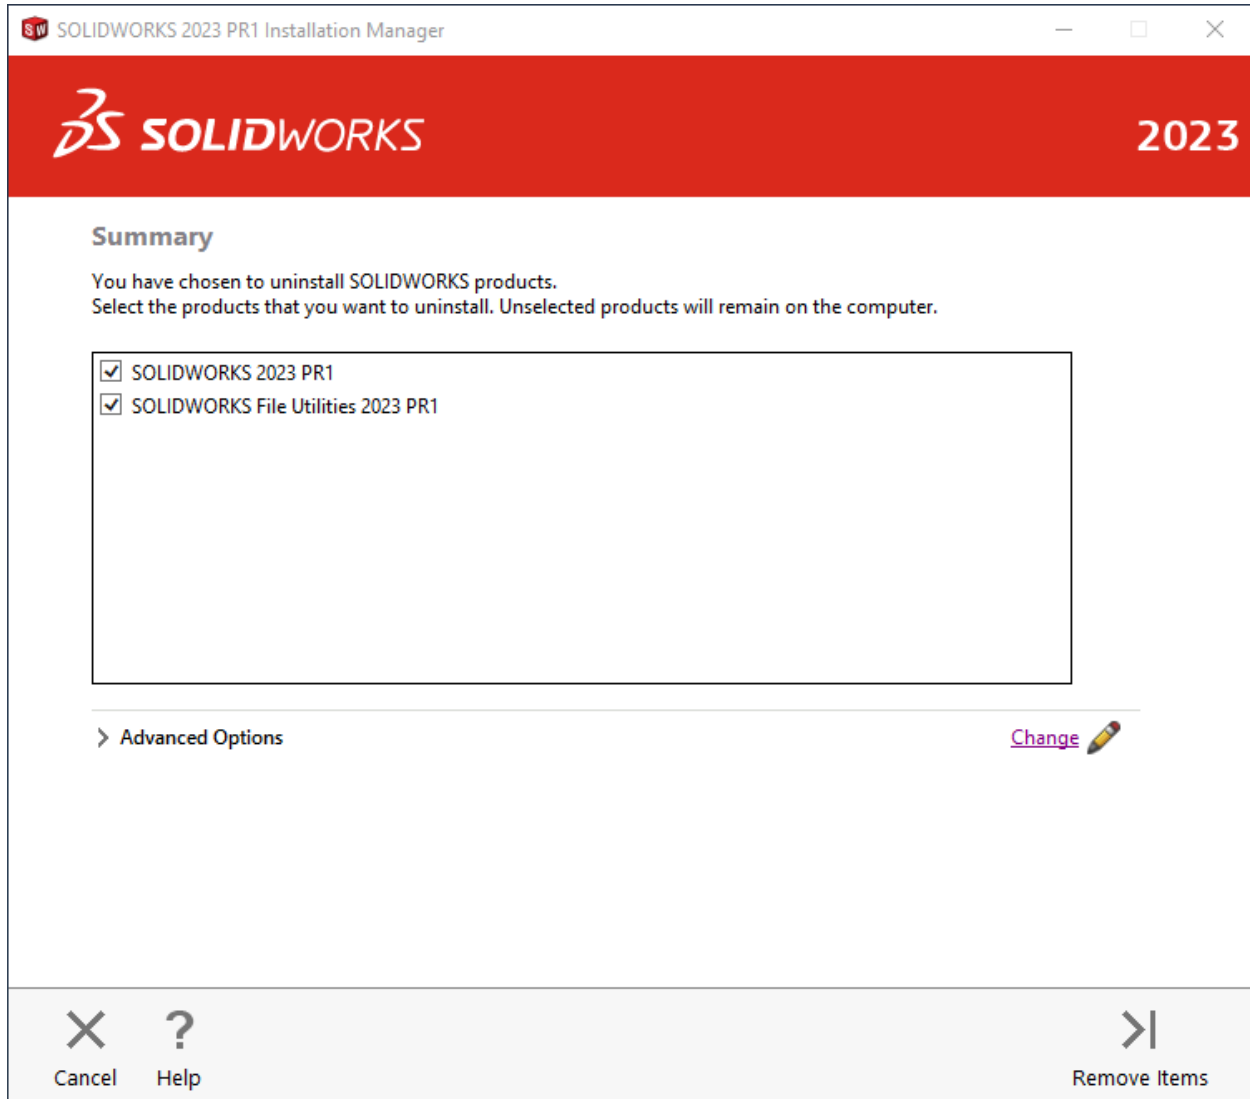 SW SOLIDWORKS 2023 PR1 Installation Manager
3DS SOLIDWORKS 2023
Summary
You have chosen to uninstall SOLIDWORKS products.
Select the products that you want to uninstall. Unselected products will remain on the computer.
SOLIDWORKS 2023 PR1
SOLIDWORKS File Utilities 2023 PR1
Advanced Options Change
?
Cancel Help Remove Items